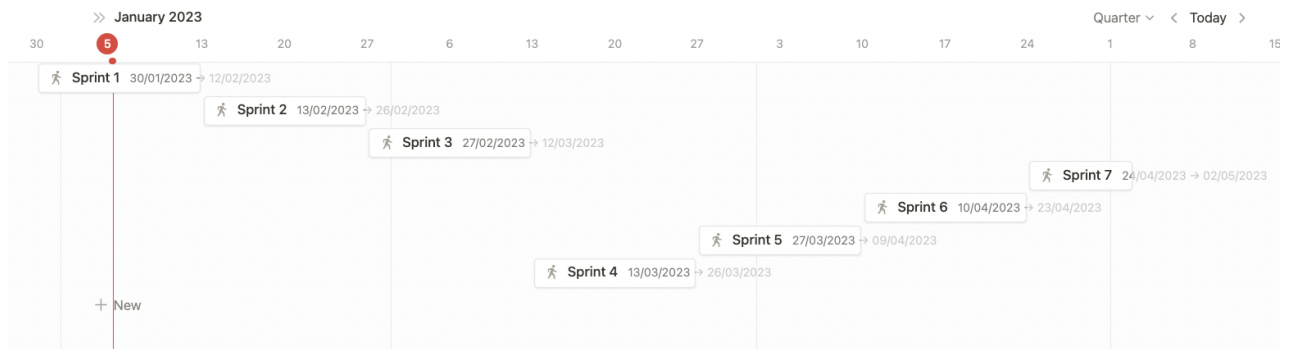 January 2023 Quarter Today
30 5 13 20 27 6 13 20 27 3 10 17 24 1 8 15
Sprint 1 30/01/2023 → 12/02/2023
Sprint 2 13/02/2023 → 26/02/2023
Sprint 3 27/02/2023 → 12/03/2023
Sprint 7 24/04/2023 → 02/05/2023
Sprint 6 10/04/2023 → 23/04/2023
Sprint 5 27/03/2023 → 09/04/2023
Sprint 4 13/03/2023 → 26/03/2023
+ New